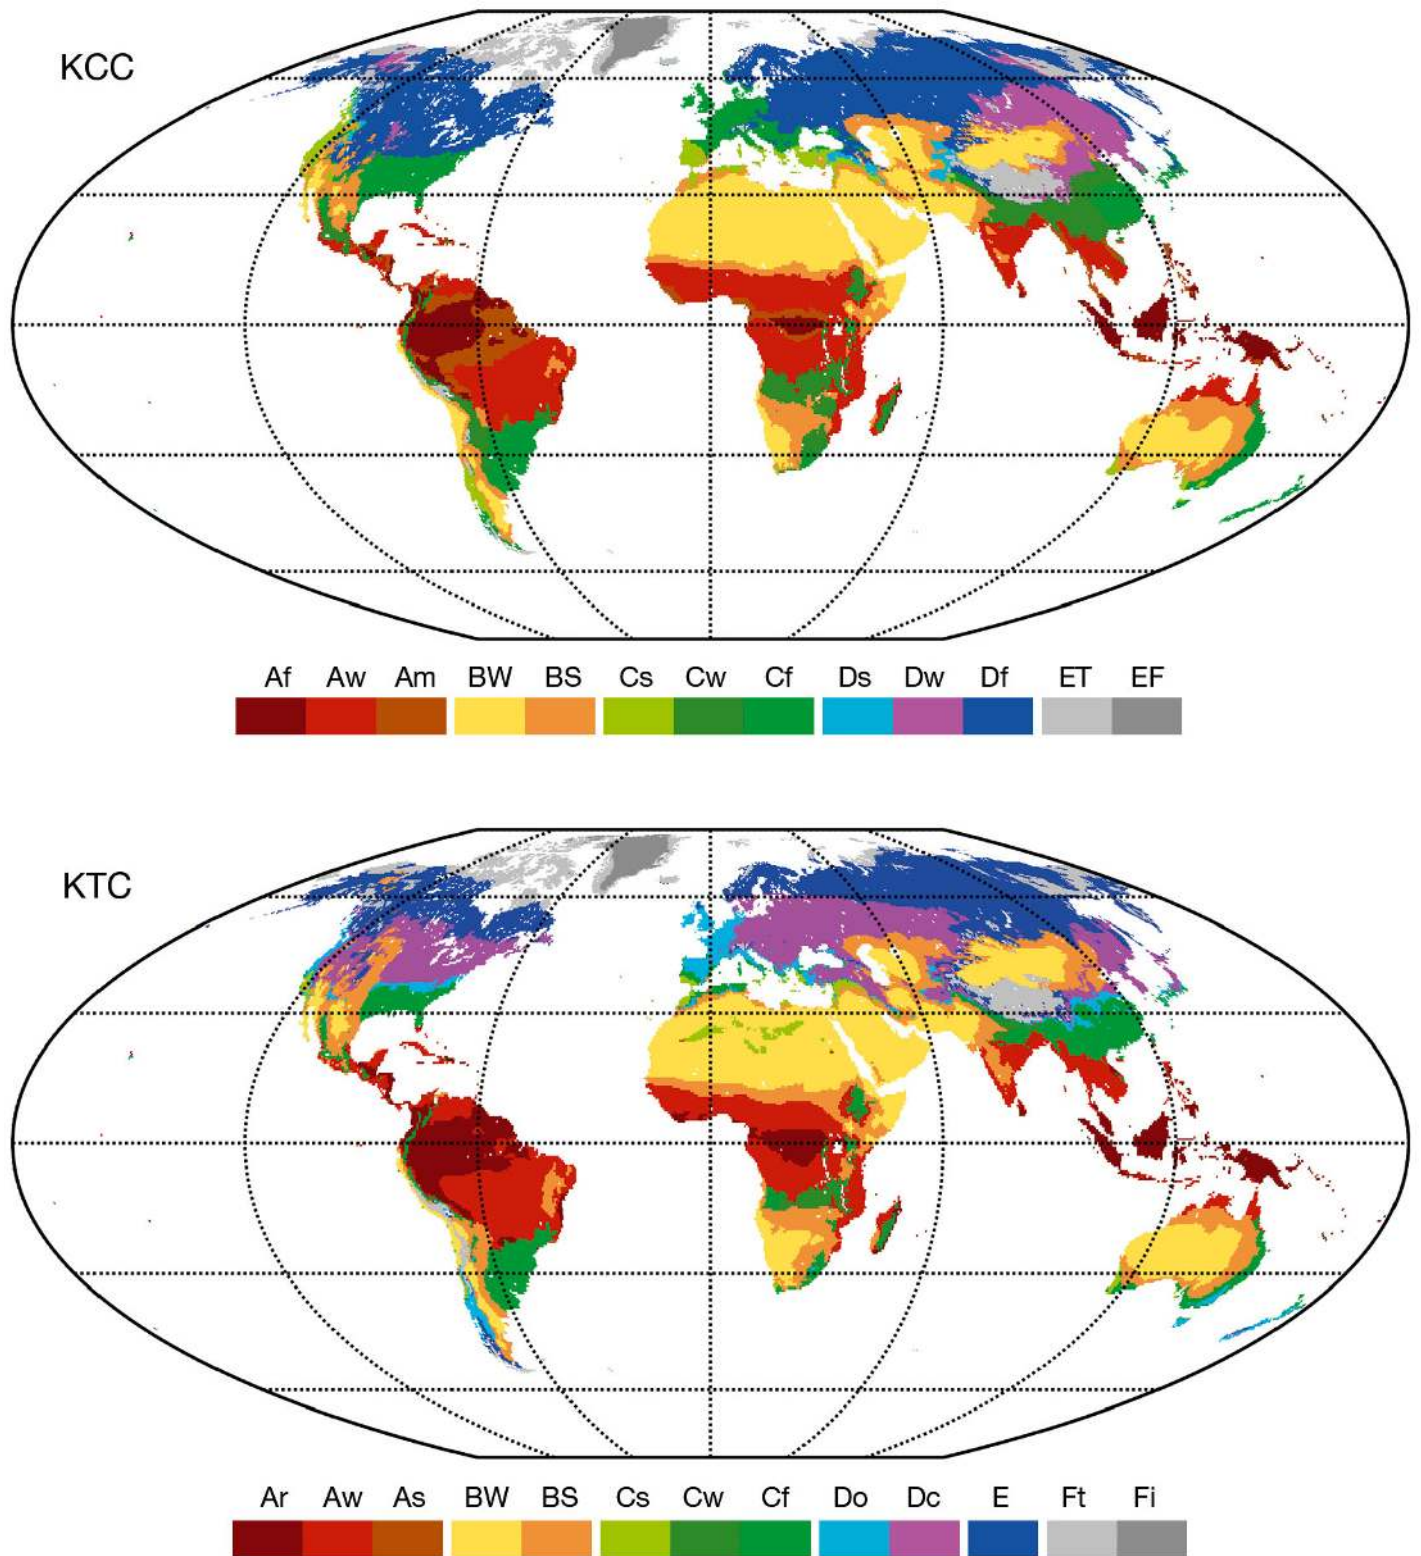 KCC
Af Aw Am BW BS Cs Cw Cf Ds Dw Df ET EF
KTC
Ar Aw As BW BS Cs Cw Cf Do Dc E Ft Fi